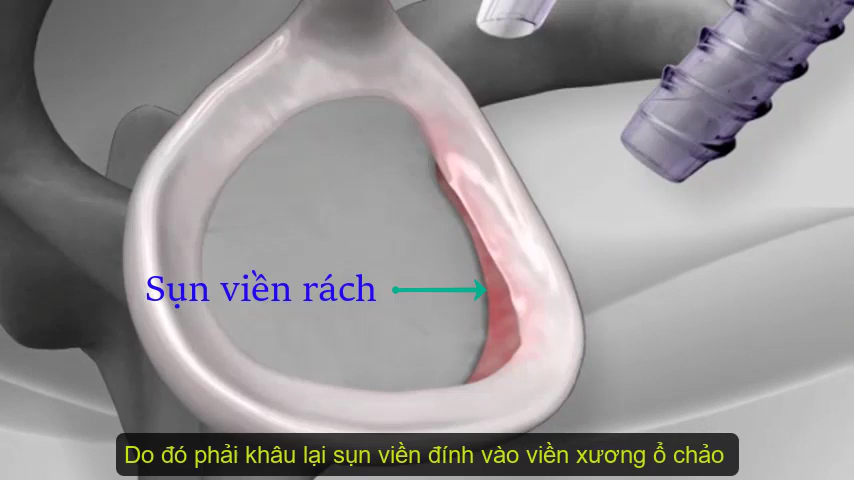 Sụn viền rách
Do đó phải khâu lại sụn viền đính vào viền xương ổ chảo